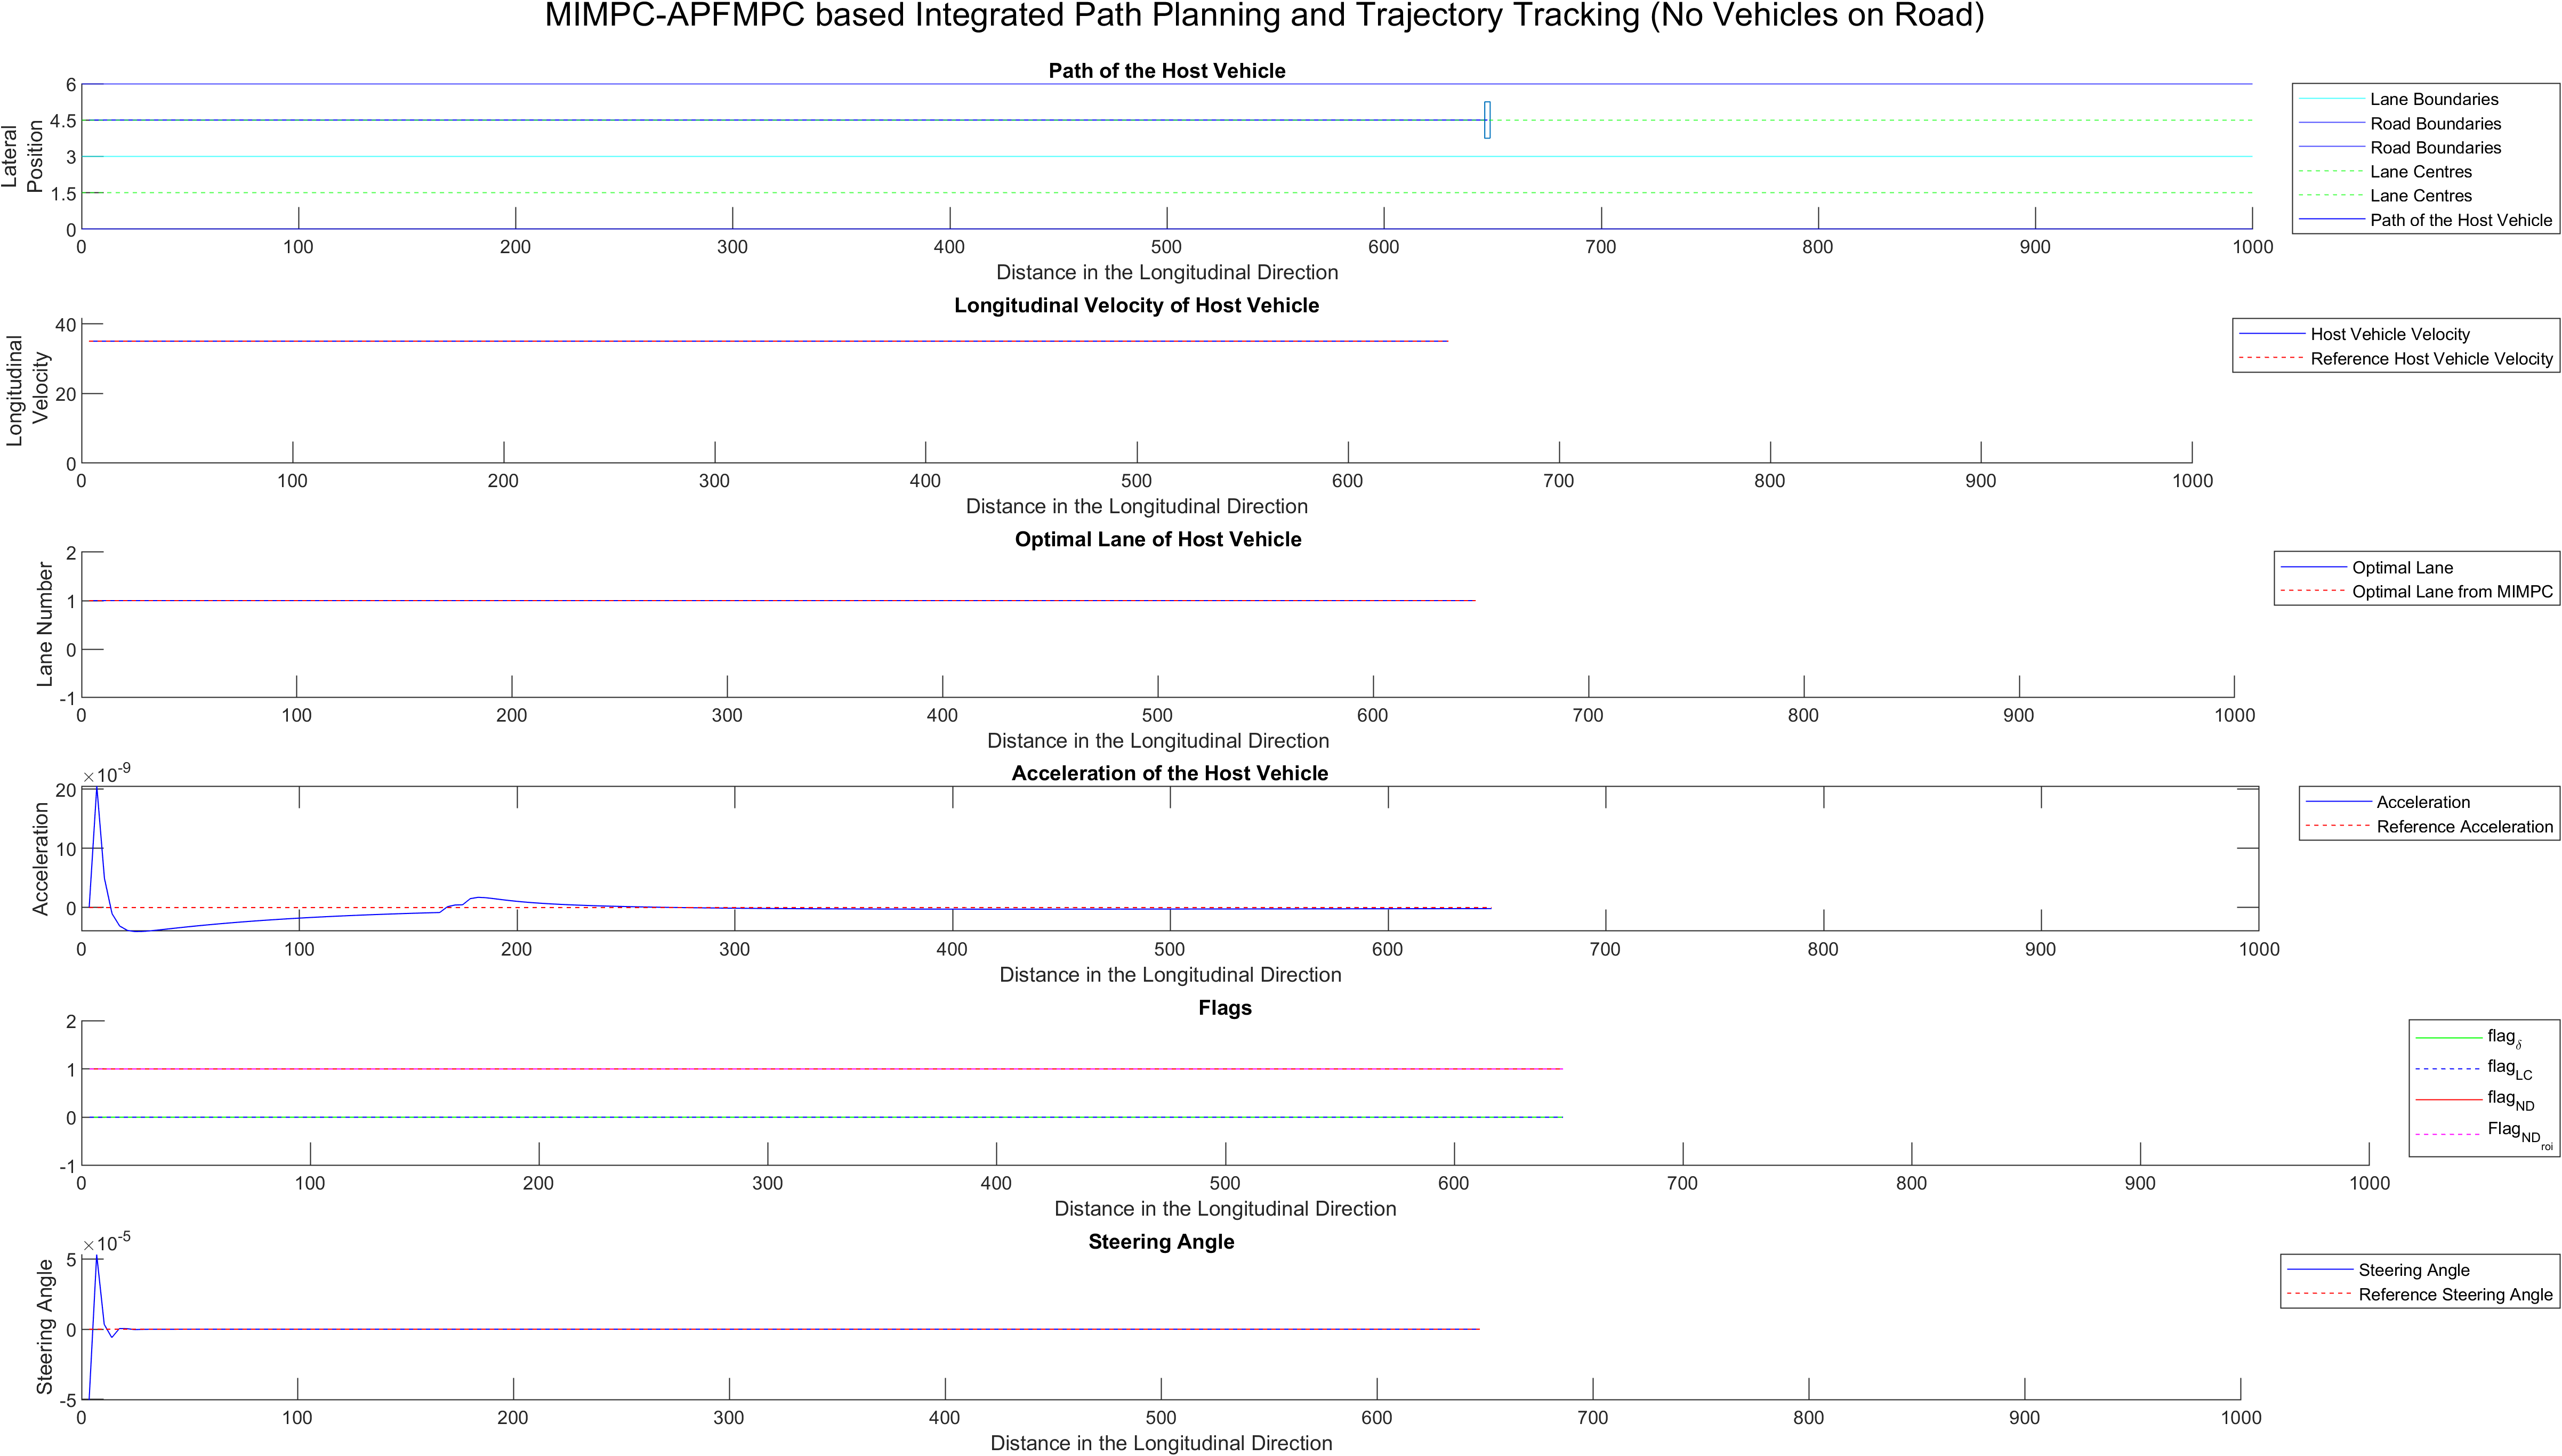 MIMPC-APFMPC based Integrated Path Planning and Trajectory Tracking (No Vehicles on Road)
Path of the Host Vehicle
Lateral
Position
6
4.5
3
1.5
0
0 100 200 300 400 500 600 700 800 900 1000
Distance in the Longitudinal Direction
Lane Boundaries
Road Boundaries
Road Boundaries
Lane Centres
Lane Centres
Path of the Host Vehicle
Longitudinal Velocity of Host Vehicle
Longitudinal
Velocity
40
20
0
0 100 200 300 400 500 600 700 800 900 1000
Distance in the Longitudinal Direction
Host Vehicle Velocity
Reference Host Vehicle Velocity
Optimal Lane of Host Vehicle
Lane Number
2
1
0
-1
0 100 200 300 400 500 600 700 800 900 1000
Distance in the Longitudinal Direction
Optimal Lane
Optimal Lane from MIMPC
Acceleration of the Host Vehicle
×10-9
Acceleration
20
10
0
0 100 200 300 400 500 600 700 800 900 1000
Distance in the Longitudinal Direction
Acceleration
Reference Acceleration
Flags
2
1
0
-1
0 100 200 300 400 500 600 700 800 900 1000
Distance in the Longitudinal Direction
flagδ
flagLC
flagND
FlagNDroi
Steering Angle
×10-5
Steering Angle
5
0
-5
0 100 200 300 400 500 600 700 800 900 1000
Distance in the Longitudinal Direction
Steering Angle
Reference Steering Angle